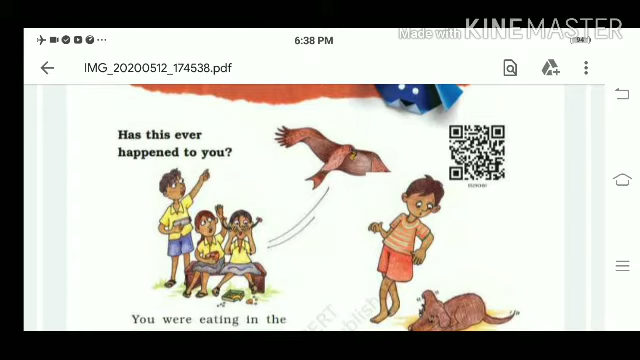 Made with KINEMASTER
6:38 PM
94
IMG_20200512_174538.pdf
Has this ever
happened to you?
You were eating in the